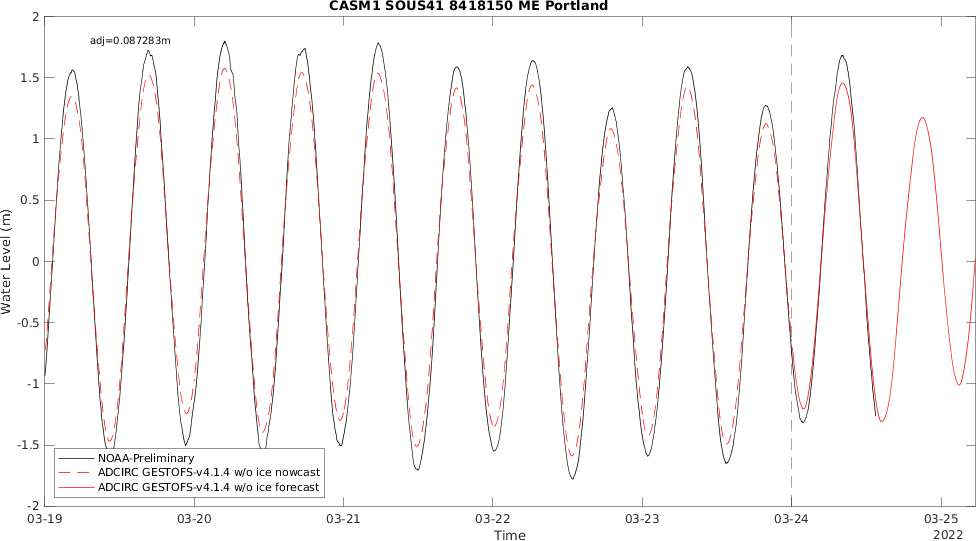 CASM1 SOUS41 8418150 ME Portland
adj=0.087283m
2
1.5
1
0.5
0
-0.5
-1
-1.5
-2
Water Level (m)
NOAA-Preliminary
ADCIRC GESTOFS-v4.1.4 w/o ice nowcast
ADCIRC GESTOFS-v4.1.4 w/o ice forecast
03-19 03-20 03-21 03-22 03-23 03-24 03-25
Time 2022